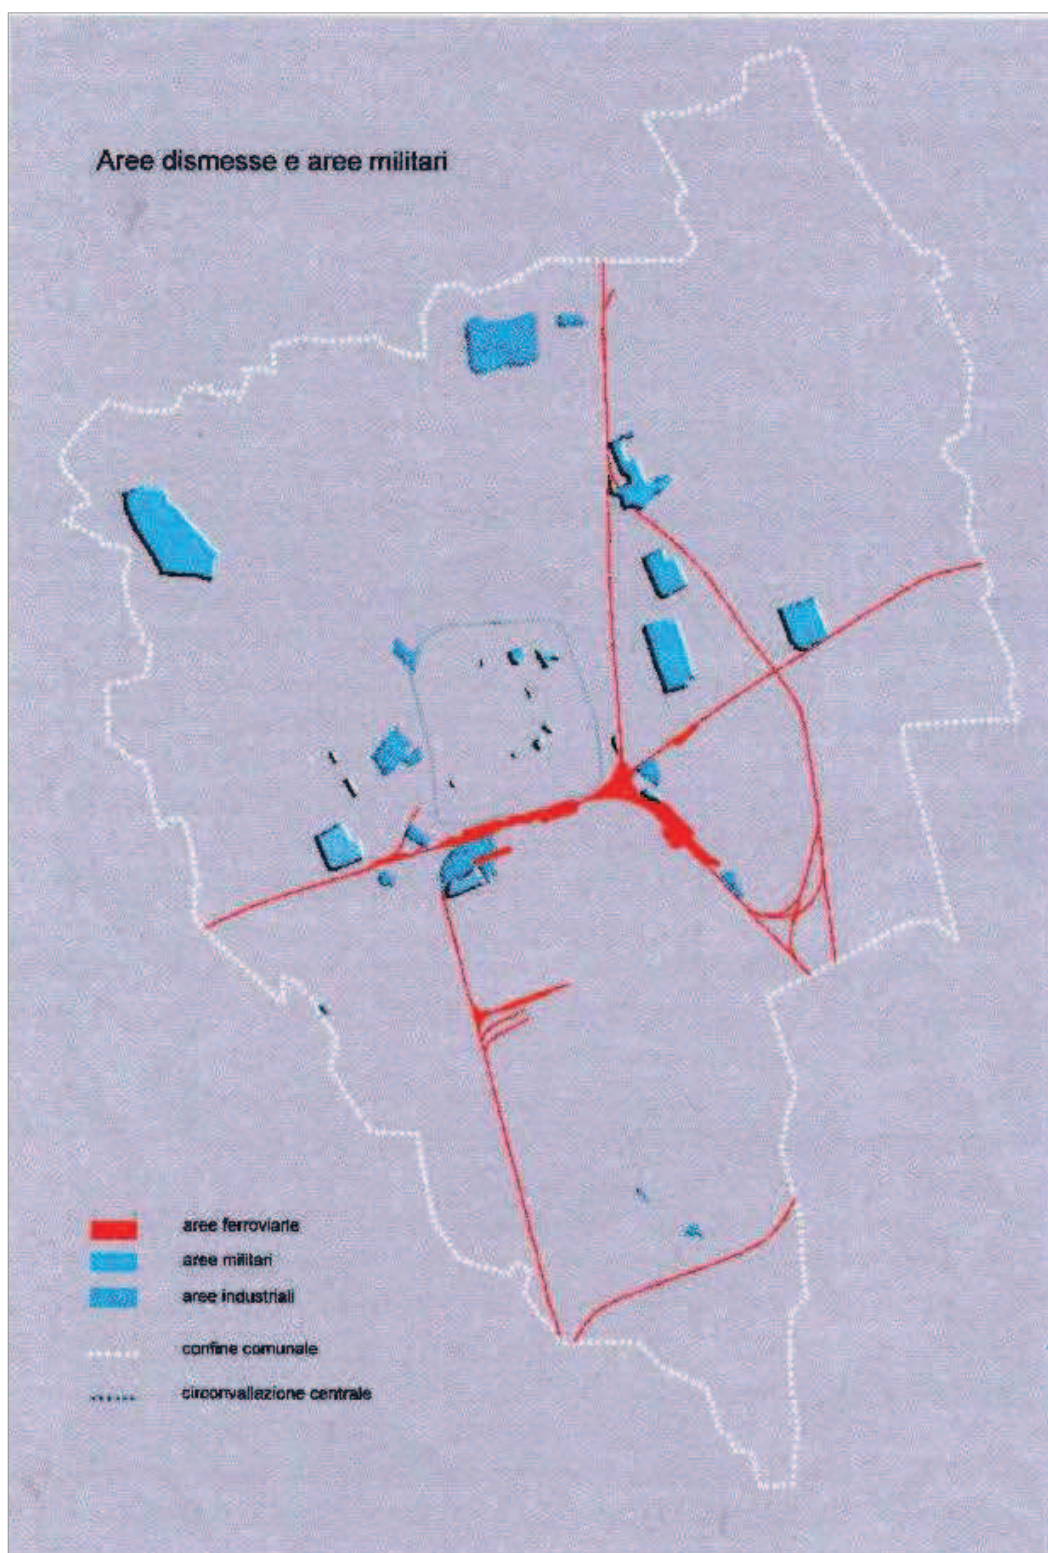 Aree dismesse e aree militari
aree ferroviarie
aree militari
aree industriali
confine comunale
circonvallazione centrale